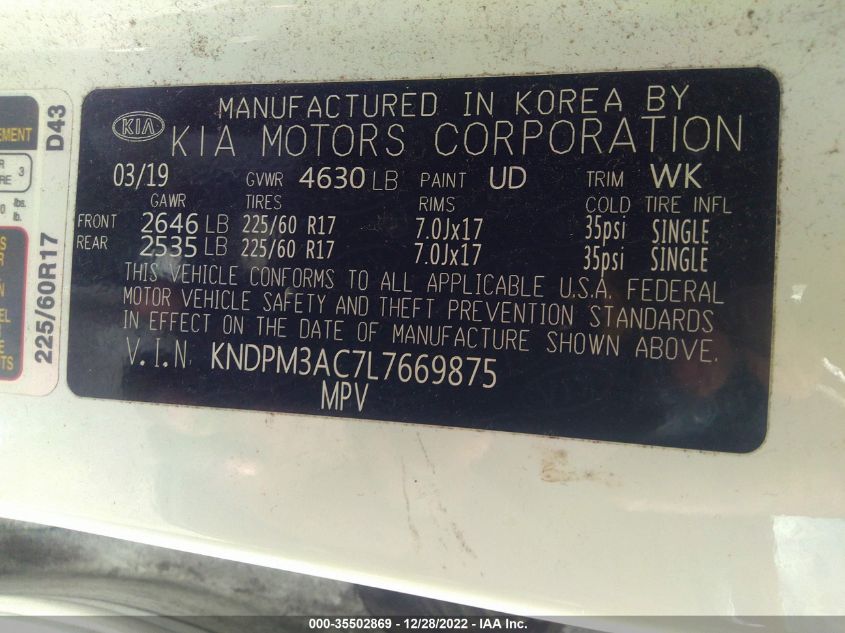 MANUFACTURED IN KOREA BY
KIA KIA MOTORS CORPORATION
03/19 GVWR 4630 LB PAINT UD TRIM WK
GAWR TIRES RIMS COLD TIRE INFL
FRONT 2646 LB 225/60 R17 7.0Jx17 35psi SINGLE
REAR 2535 LB 225/60 R17 7.0Jx17 35psi SINGLE
THIS VEHICLE CONFORMS TO ALL APPLICABLE U.S.A. FEDERAL
MOTOR VEHICLE SAFETY AND THEFT PREVENTION STANDARDS
IN EFFECT ON THE DATE OF MANUFACTURE SHOWN ABOVE.
V.I.N KNDPM3AC7L7669875
MPV
225/60R17 D43
3
lbs.
lb.
000-35502869 - 12/28/2022 - IAA Inc.